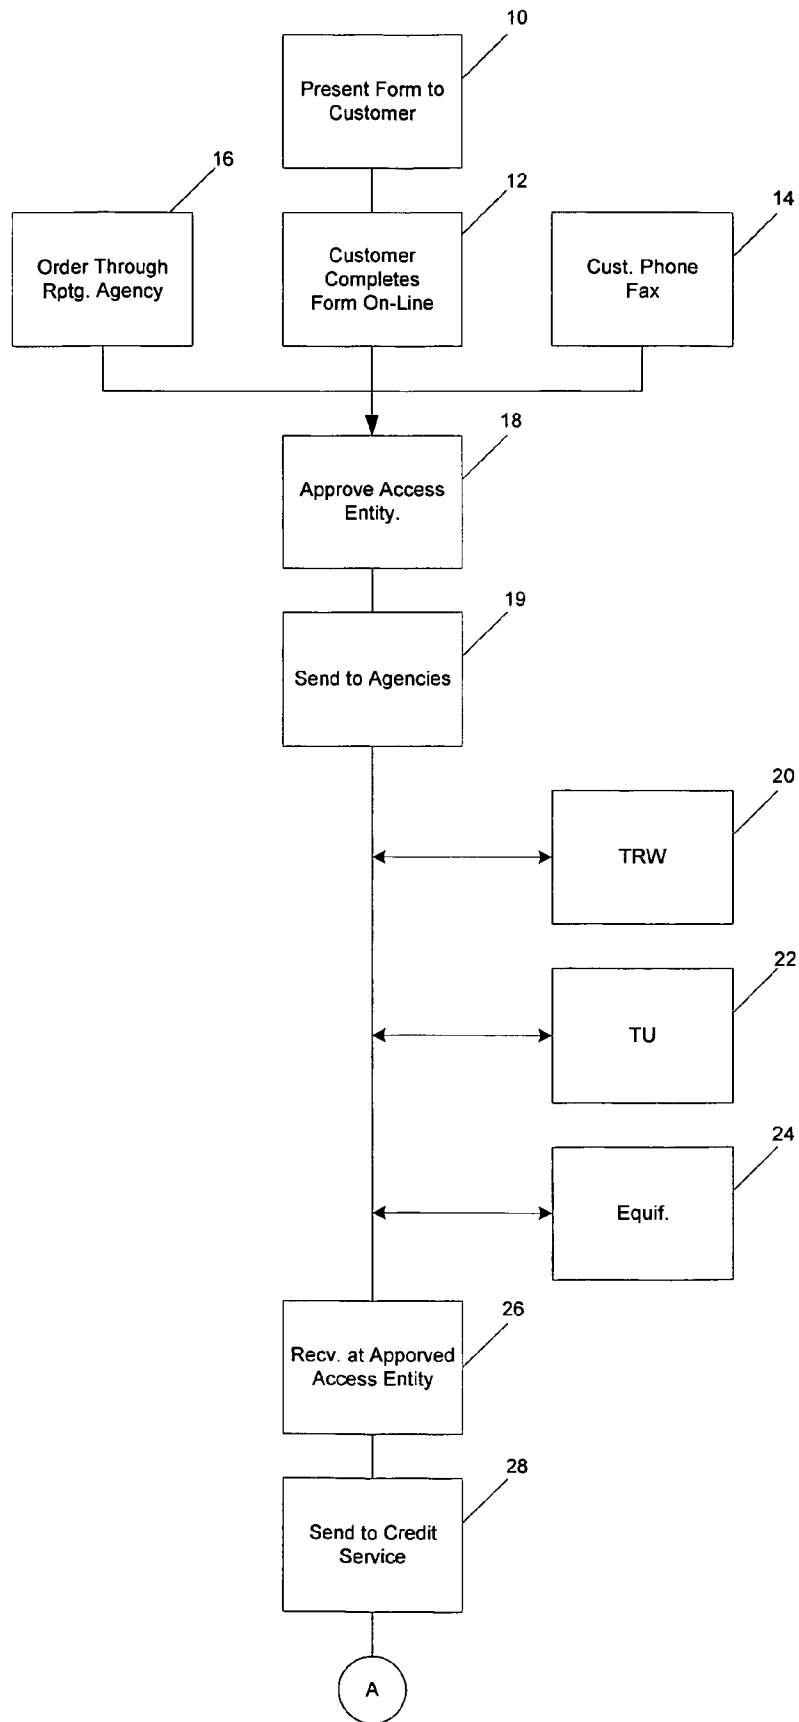 10
Present Form to
Customer
16
12
14
Order Through
Rptg. Agency
Customer
Completes
Form On-Line
Cust. Phone
Fax
18
Approve Access
Entity.
19
Send to Agencies
20
TRW
22
TU
24
Equif.
26
Recv. at Apporved
Access Entity
28
Send to Credit
Service
A